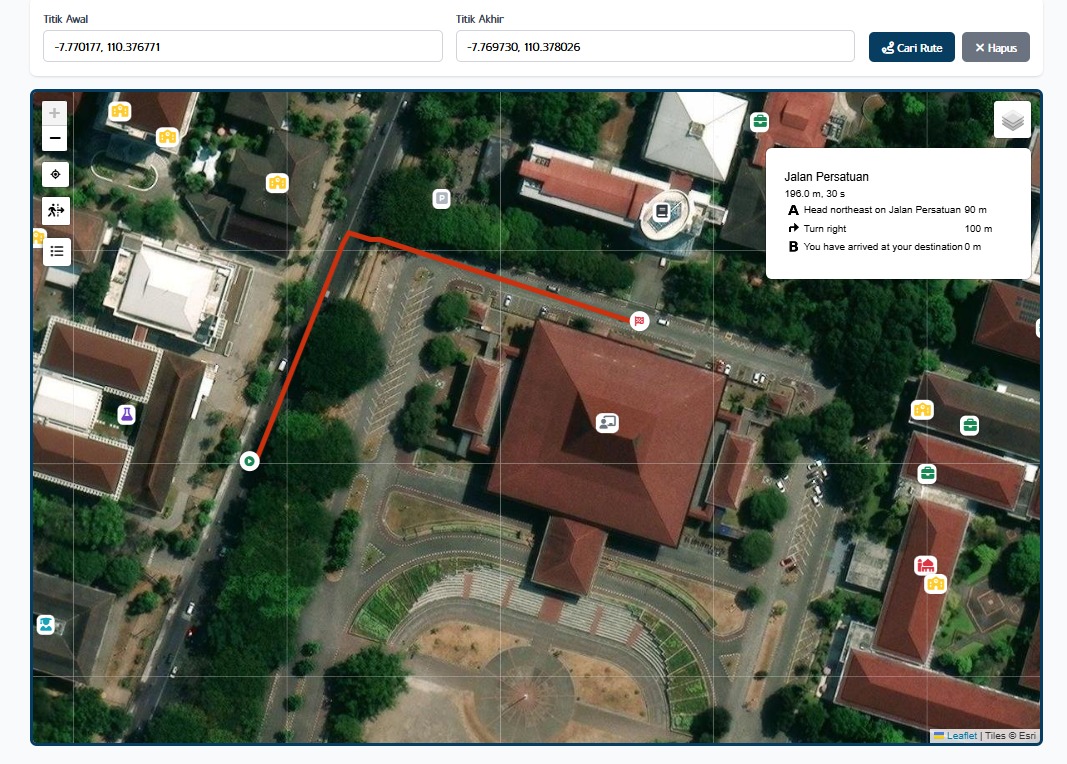 Titik Awal
Titik Akhir
-7.770177, 110.376771
-7.769730, 110.378026
Cari Rute
Hapus
+
−
P
Jalan Persatuan
196.0 m, 30 s
A Head northeast on Jalan Persatuan 90 m
Turn right 100 m
B You have arrived at your destination 0 m
Leaflet | Tiles © Esri